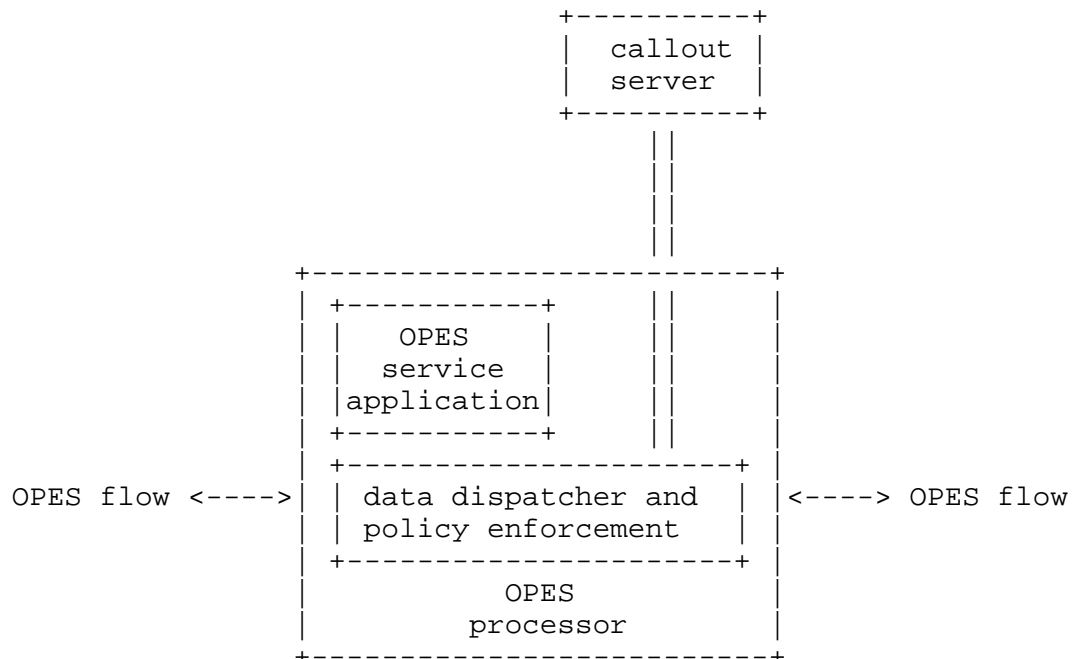 callout
server
OPES
service
application
OPES flow <----> | data dispatcher and | <----> OPES flow
policy enforcement
OPES
processor